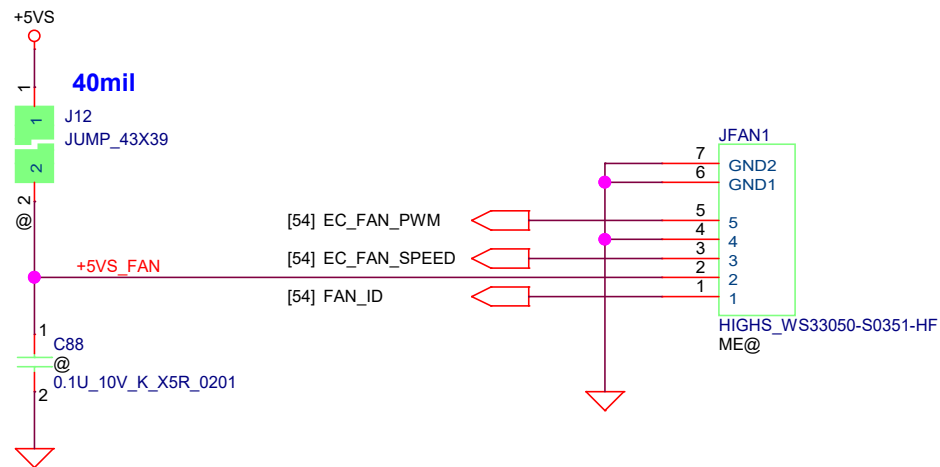 +5VS
40mil
1
1
J12
JUMP_43X39
2
2
@
+5VS_FAN
1
C88
@
0.1U_10V_K_X5R_0201
2
[54] EC_FAN_PWM
[54] EC_FAN_SPEED
[54] FAN_ID
JFAN1
7 GND2
6 GND1
5 5
4 4
3 3
2 2
1 1
HIGHS_WS33050-S0351-HF
ME@